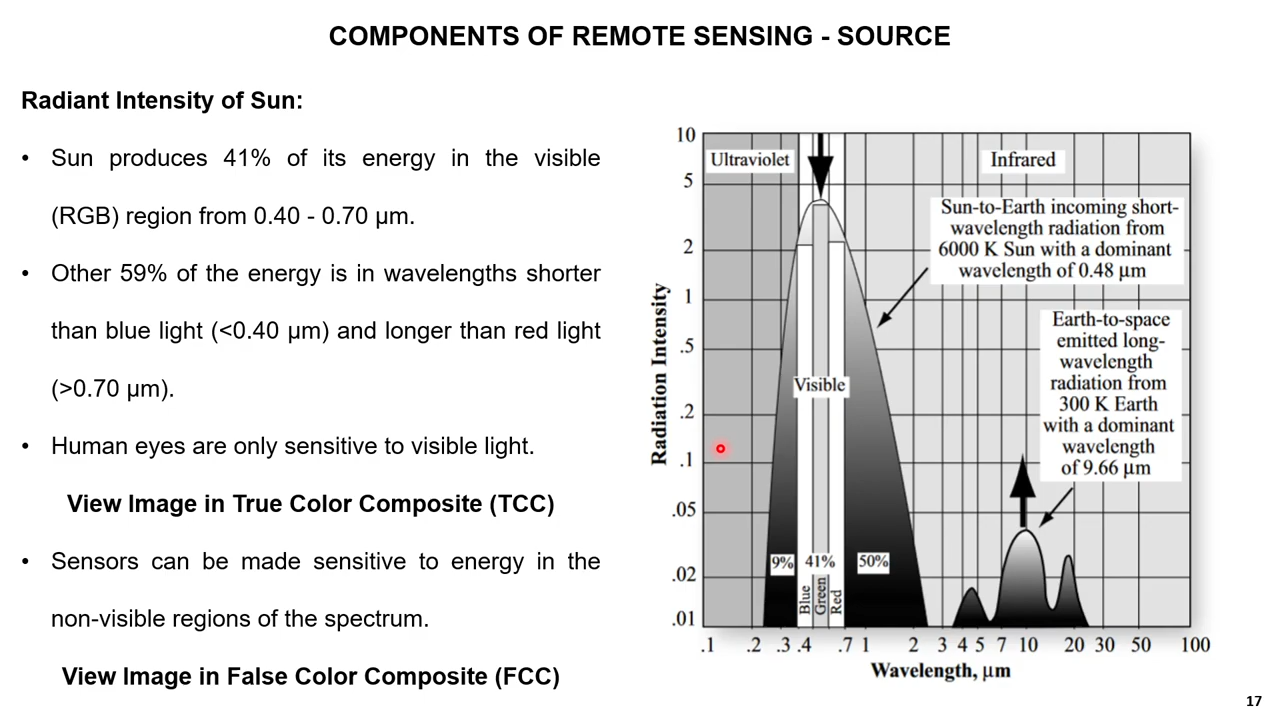 COMPONENTS OF REMOTE SENSING - SOURCE
Radiant Intensity of Sun:
• Sun produces 41% of its energy in the visible
(RGB) region from 0.40 - 0.70 µm.
• Other 59% of the energy is in wavelengths shorter
than blue light (<0.40 µm) and longer than red light
(>0.70 µm).
• Human eyes are only sensitive to visible light.
View Image in True Color Composite (TCC)
• Sensors can be made sensitive to energy in the
non-visible regions of the spectrum.
View Image in False Color Composite (FCC)
Radiation Intensity
10
5
2
1
.5
.2
.1
.05
.02
.01
Ultraviolet
Infrared
Sun-to-Earth incoming short-
wavelength radiation from
6000 K Sun with a dominant
wavelength of 0.48 µm
Earth-to-space
emitted long-
wavelength
radiation from
300 K Earth
with a dominant
wavelength
of 9.66 µm
Visible
9% 41% 50%
Blue
Green
Red
.1 .2 .3 .4 .7 1 2 3 4 5 7 10 20 30 50 100
Wavelength, µm
17